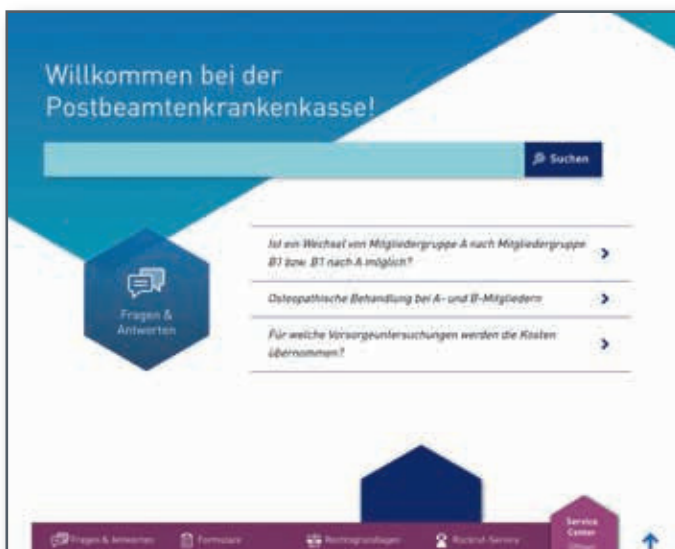 Willkommen bei der
Postbeamtenkrankenkasse!
Suchen
Ist ein Wechsel von Mitgliedergruppe A nach Mitgliedergruppe
B1 bzw. B1 nach A möglich?
Osteopathische Behandlung bei A- und B-Mitgliedern
Für welche Vorsorgeuntersuchungen werden die Kosten
übernommen?
Fragen &
Antworten
Service
Center
Fragen & Antworten
Formulare
Rechtsgrundlagen
Rückruf-Service